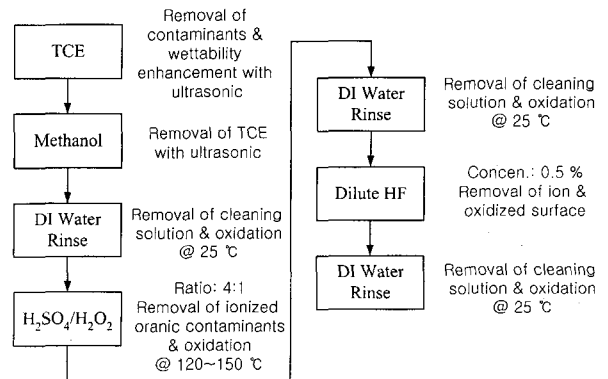 TCE
Removal of
contaminants &
wettability
enhancement with
ultrasonic
Methanol
Removal of TCE
with ultrasonic
DI Water
Rinse
Removal of cleaning
solution & oxidation
@ 25 ℃
H₂SO₄/H₂O₂
Ratio: 4:1
Removal of ionized
oranic contaminants
& oxidation
@ 120~150 ℃
DI Water
Rinse
Removal of cleaning
solution & oxidation
@ 25 ℃
Dilute HF
Concen.: 0.5 %
Removal of ion &
oxidized surface
DI Water
Rinse
Removal of cleaning
solution & oxidation
@ 25 ℃